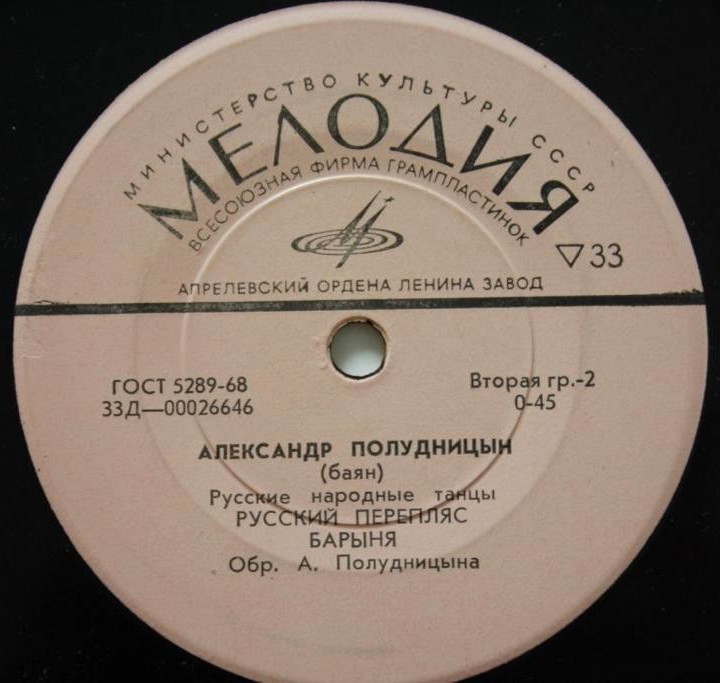 МИНИСТЕРСТВО КУЛЬТУРЫ СССР
МЕЛОДИЯ
ВСЕСОЮЗНАЯ ФИРМА ГРАМПЛАСТИНОК
▽33
АПРЕЛЕВСКИЙ ОРДЕНА ЛЕНИНА ЗАВОД
ГОСТ 5289-68
33Д—00026646
Вторая гр.-2
0-45
АЛЕКСАНДР ПОЛУДНИЦЫН
(баян)
Русские народные танцы
РУССКИЙ ПЕРЕПЛЯС
БАРЫНЯ
Обр. А. Полудницына